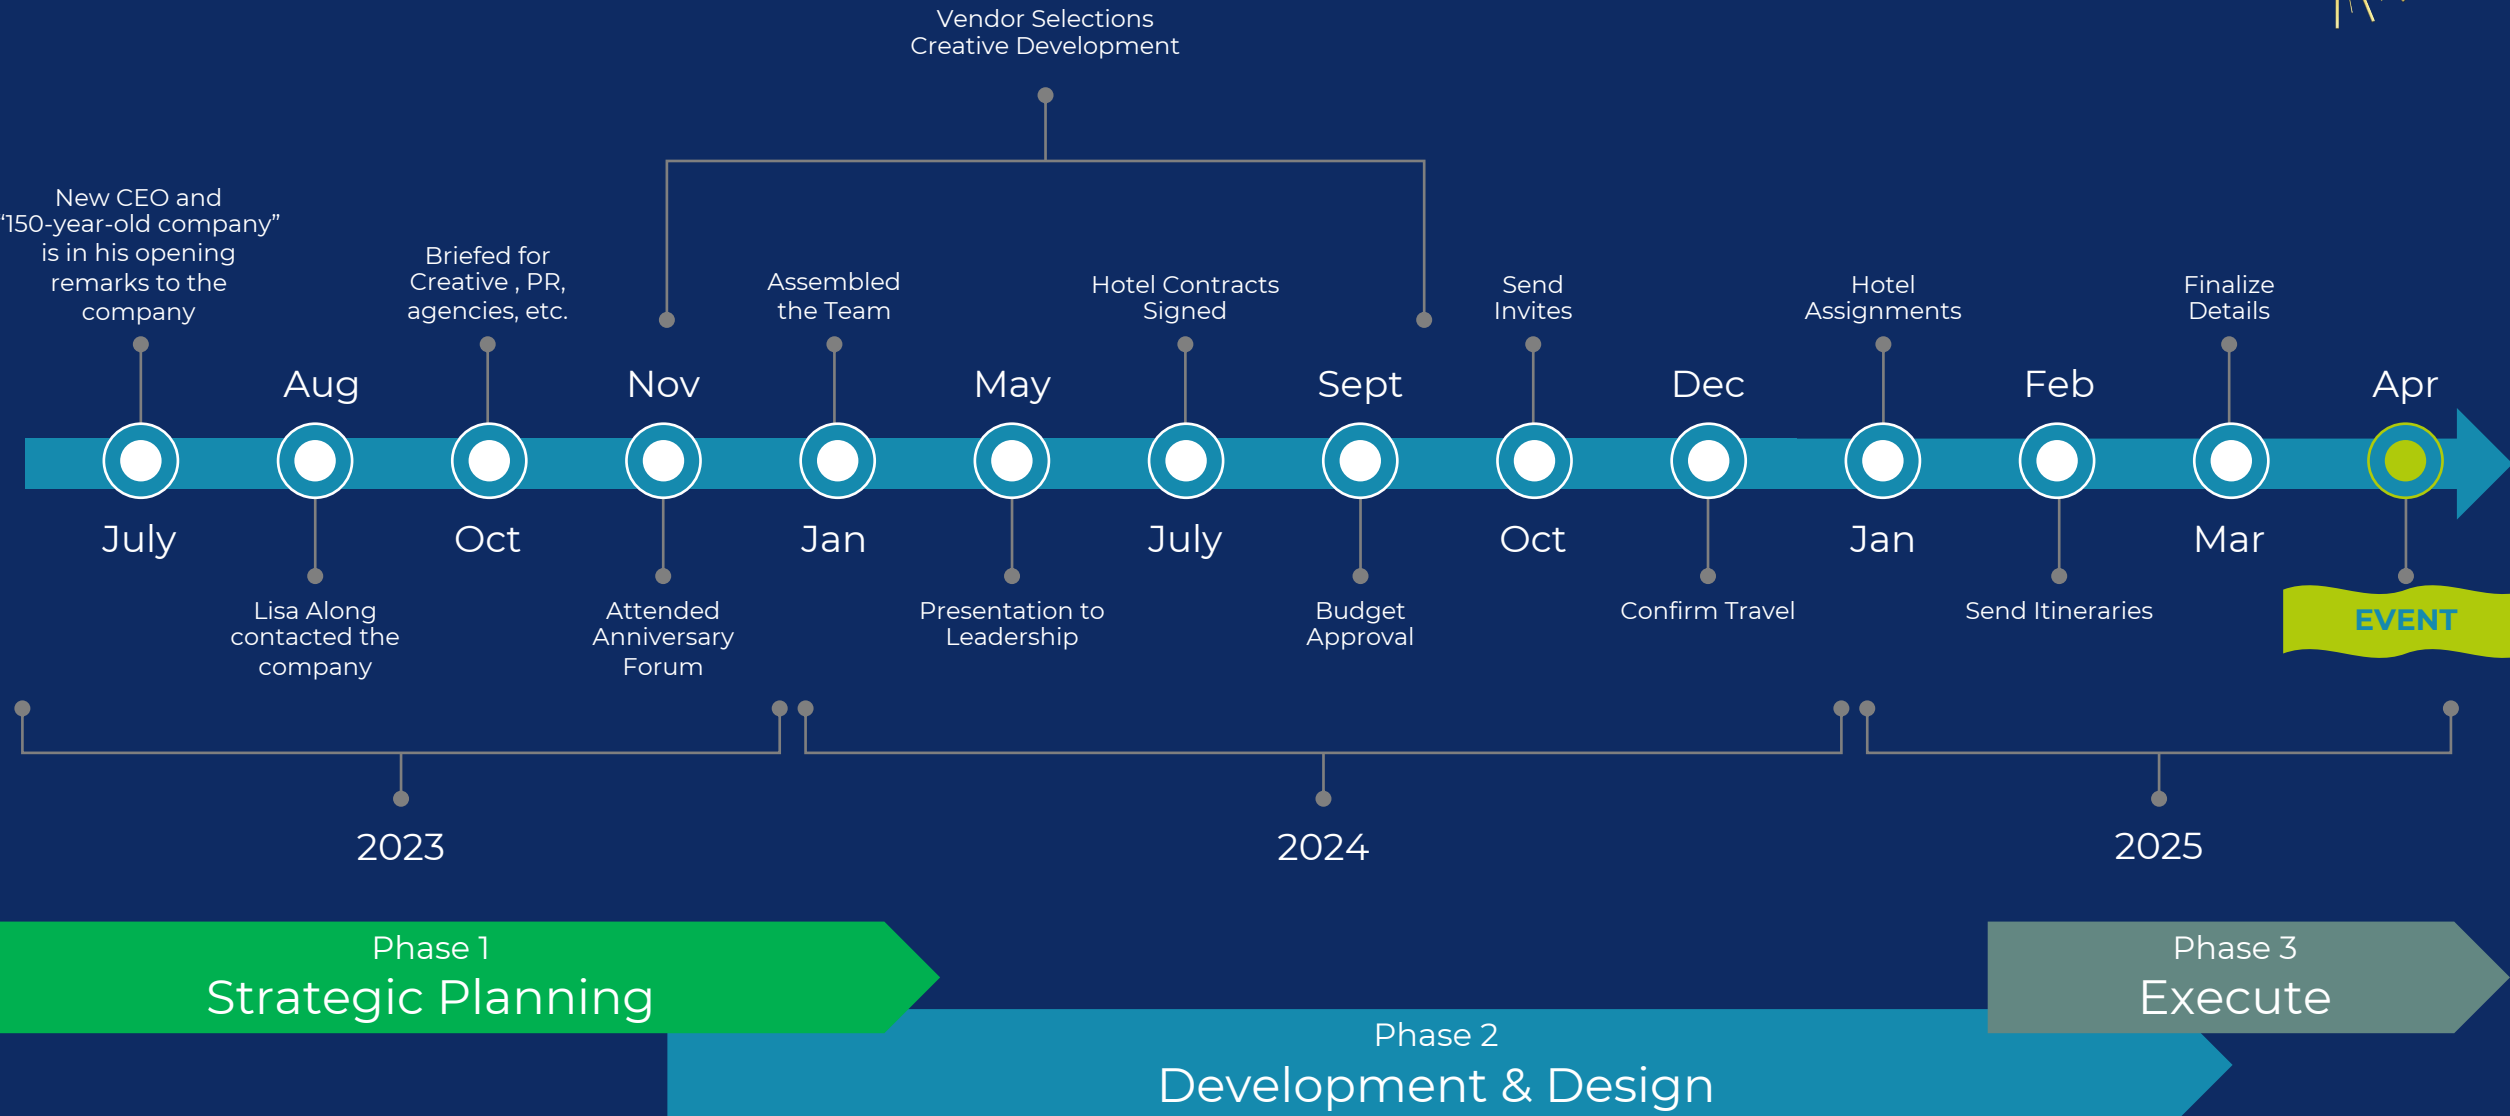 Vendor Selections
Creative Development
New CEO and
“150-year-old company”
is in his opening
remarks to the
company
Briefed for
Creative , PR,
agencies, etc.
Assembled
the Team
Hotel Contracts
Signed
Send
Invites
Hotel
Assignments
Finalize
Details
Aug
Nov
May
Sept
Dec
Feb
Apr
July
Oct
Jan
July
Oct
Jan
Mar
Lisa Along
contacted the
company
Attended
Anniversary
Forum
Presentation to
Leadership
Budget
Approval
Confirm Travel
Send Itineraries
EVENT
2023
2024
2025
Phase 1
Strategic Planning
Phase 2
Development & Design
Phase 3
Execute